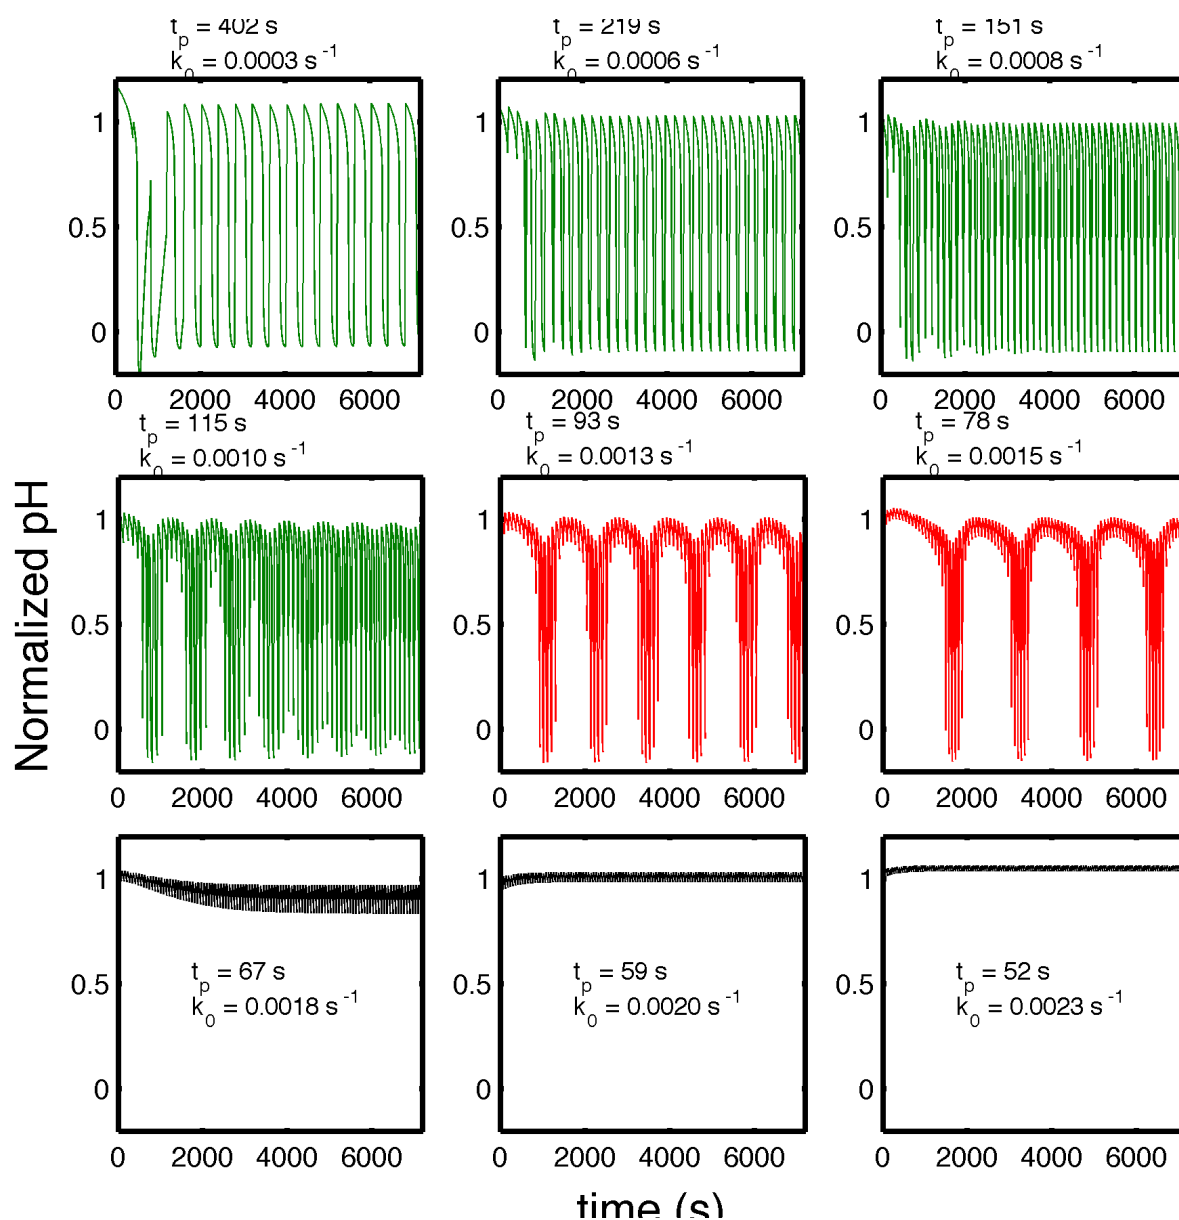 t_p = 402 s
k_0 = 0.0003 s^-1
t_p = 219 s
k_0 = 0.0006 s^-1
t_p = 151 s
k_0 = 0.0008 s^-1
1
0.5
0
1
0.5
0
1
0.5
0
0 2000 4000 6000
0 2000 4000 6000
0 2000 4000 6000
t_p = 115 s
k_0 = 0.0010 s^-1
t_p = 93 s
k_0 = 0.0013 s^-1
t_p = 78 s
k_0 = 0.0015 s^-1
Normalized pH
1
0.5
0
1
0.5
0
1
0.5
0
0 2000 4000 6000
0 2000 4000 6000
0 2000 4000 6000
1
0.5
0
t_p = 67 s
k_0 = 0.0018 s^-1
1
0.5
0
t_p = 59 s
k_0 = 0.0020 s^-1
1
0.5
0
t_p = 52 s
k_0 = 0.0023 s^-1
0 2000 4000 6000
0 2000 4000 6000
0 2000 4000 6000
time (s)